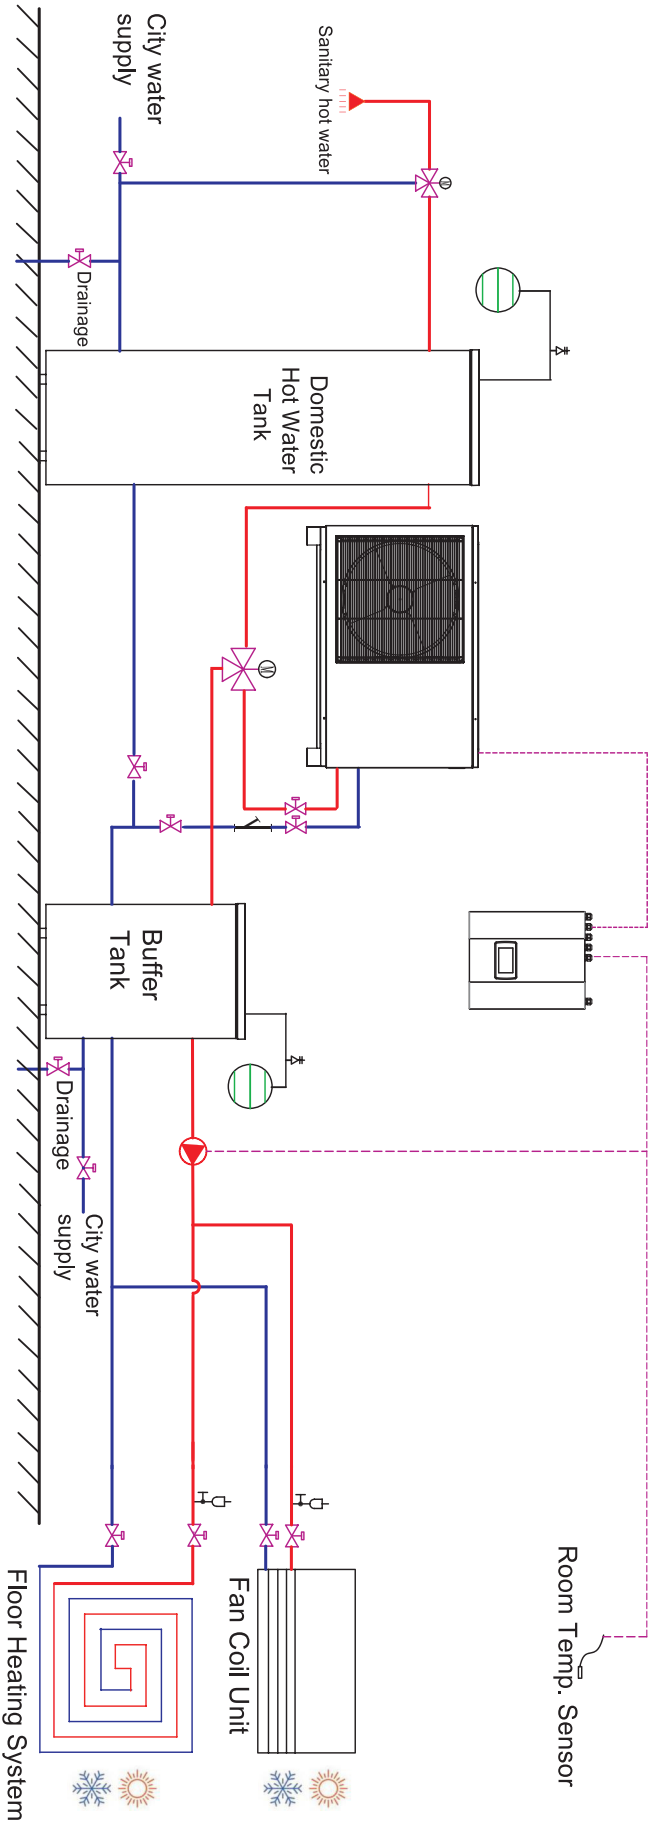 City water
supply
Sanitary hot water
Drainage
Domestic
Hot Water
Tank
M
M
Buffer
Tank
Drainage
City water
supply
Room Temp. Sensor
Fan Coil Unit
Floor Heating System